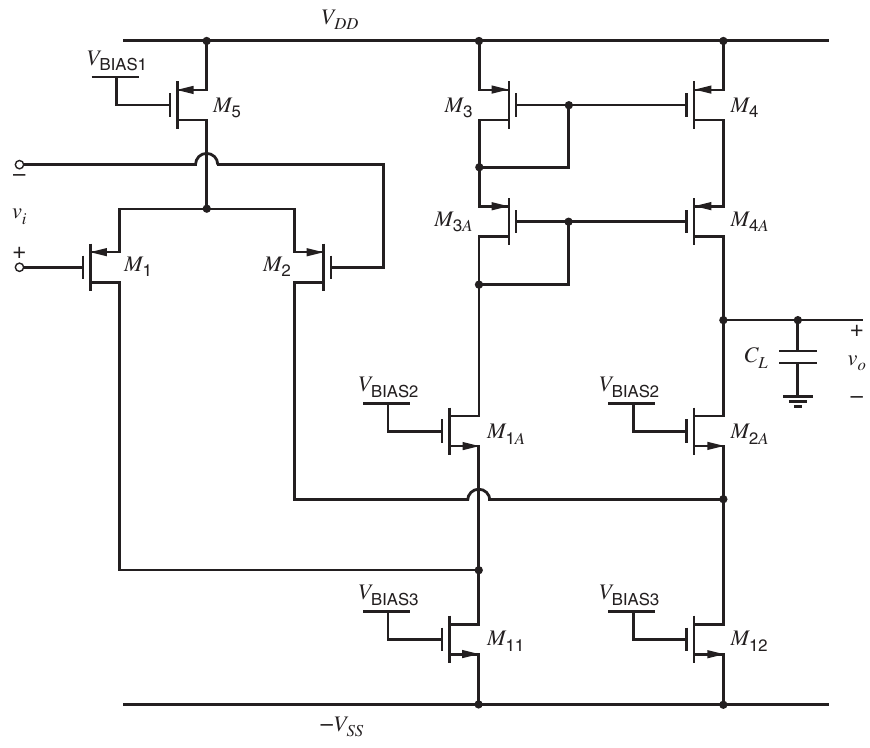 V_DD
V_BIAS1
M_5
M_3
M_4
−
v_i
+
M_1
M_2
M_3A
M_4A
C_L
+
v_o
−
V_BIAS2
V_BIAS2
M_1A
M_2A
V_BIAS3
V_BIAS3
M_11
M_12
−V_SS